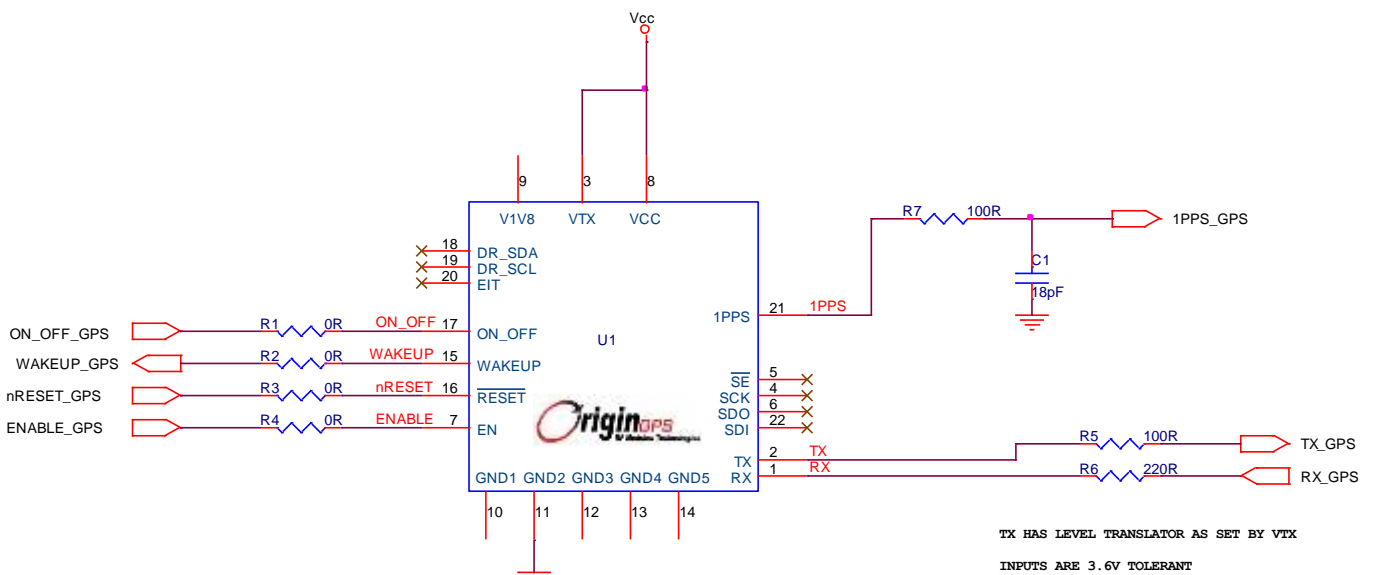 Vcc
9
3
8
V1V8
VTX
VCC
18
DR_SDA
19
DR_SCL
20
EIT
R7
100R
1PPS_GPS
C1
18pF
21
1PPS
1PPS
ON_OFF_GPS
R1
0R
ON_OFF
17
ON_OFF
U1
WAKEUP_GPS
R2
0R
WAKEUP
15
WAKEUP
nRESET_GPS
R3
0R
nRESET
16
RESET
ENABLE_GPS
R4
0R
ENABLE
7
EN
OriginGPS
5
SE
4
SCK
6
SDO
22
SDI
2
TX
TX
R5
100R
TX_GPS
1
RX
RX
R6
220R
RX_GPS
GND1
GND2
GND3
GND4
GND5
10
11
12
13
14
TX HAS LEVEL TRANSLATOR AS SET BY VTX
INPUTS ARE 3.6V TOLERANT